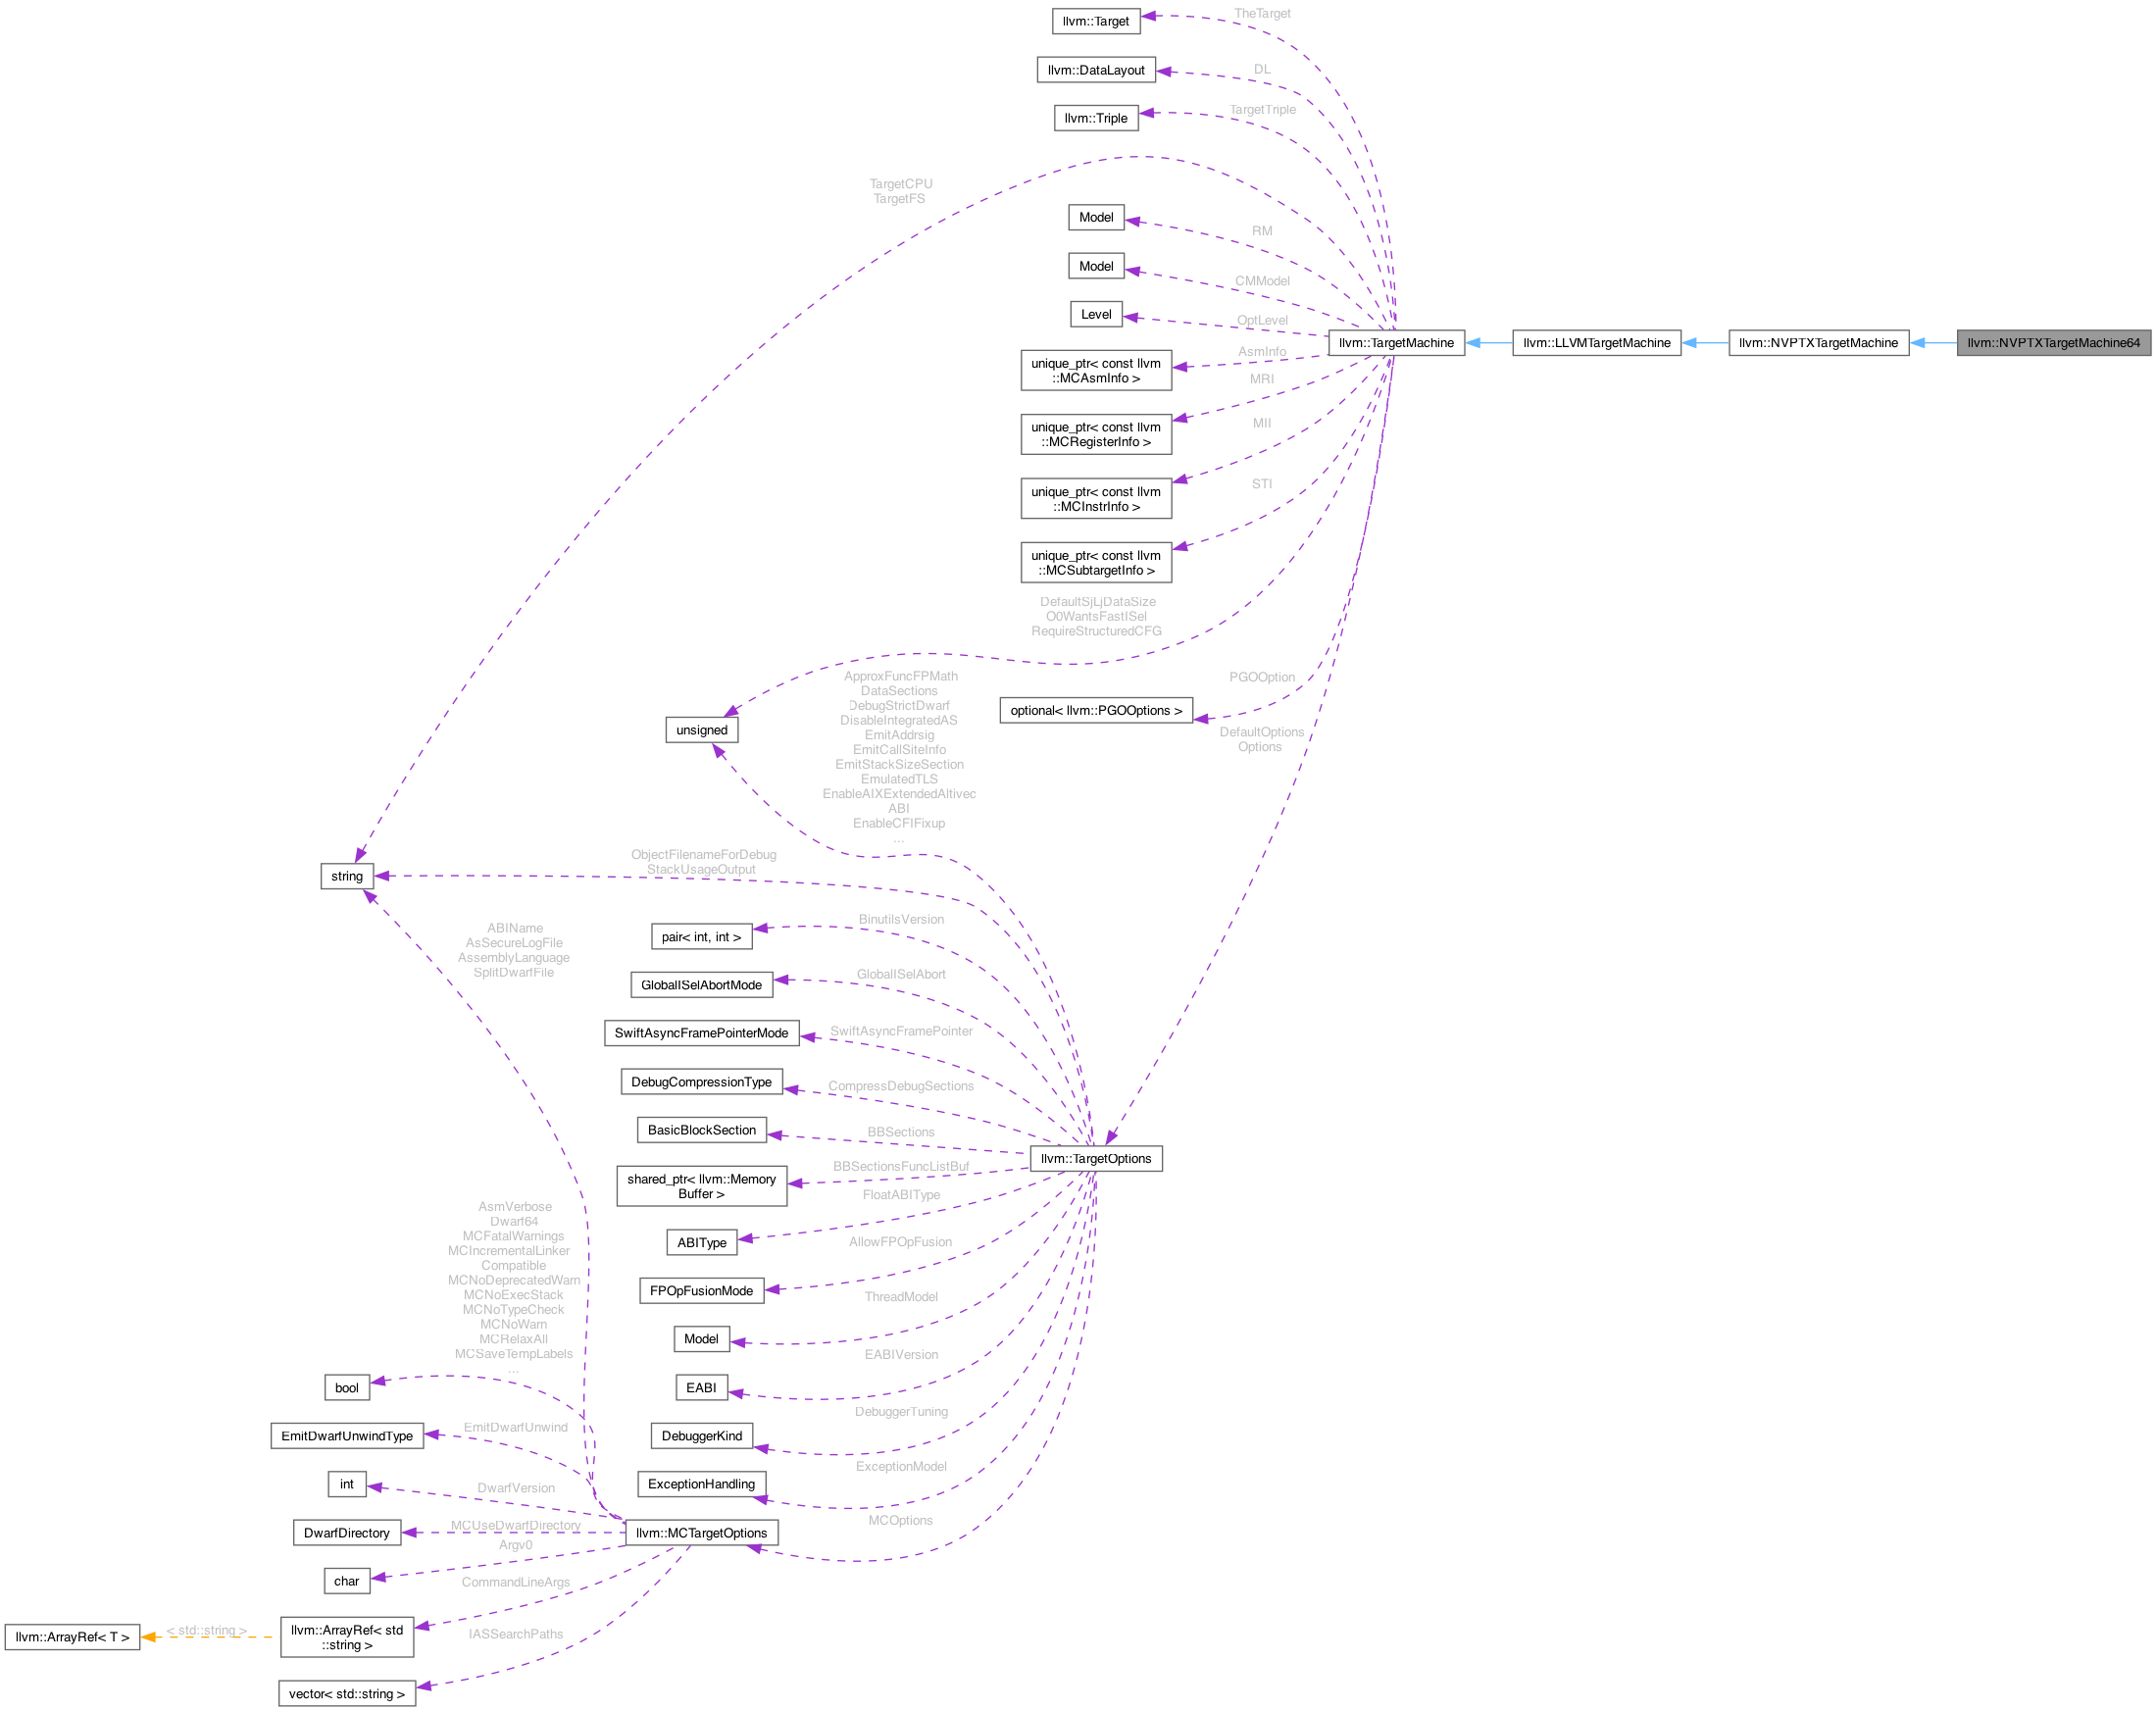 llvm::Target
TheTarget
llvm::DataLayout
DL
llvm::Triple
TargetTriple
TargetCPU
TargetFS
Model
RM
Model
CMModel
Level
OptLevel
llvm::TargetMachine
llvm::LLVMTargetMachine
llvm::NVPTXTargetMachine
llvm::NVPTXTargetMachine64
unique_ptr< const llvm
::MCAsmInfo >
AsmInfo
unique_ptr< const llvm
::MCRegisterInfo >
MRI
unique_ptr< const llvm
::MCInstrInfo >
MII
unique_ptr< const llvm
::MCSubtargetInfo >
STI
DefaultSjLjDataSize
O0WantsFastISel
RequireStructuredCFG
optional< llvm::PGOOptions >
PGOOption
DefaultOptions
Options
unsigned
ApproxFuncFPMath
DataSections
DebugStrictDwarf
DisableIntegratedAS
EmitAddrsig
EmitCallSiteInfo
EmitStackSizeSection
EmulatedTLS
EnableAIXExtendedAltivec
ABI
EnableCFIFixup
...
string
ObjectFilenameForDebug
StackUsageOutput
ABIName
AsSecureLogFile
AssemblyLanguage
SplitDwarfFile
pair< int, int >
BinutilsVersion
GlobalISelAbortMode
GlobalISelAbort
SwiftAsyncFramePointerMode
SwiftAsyncFramePointer
DebugCompressionType
CompressDebugSections
BasicBlockSection
BBSections
llvm::TargetOptions
shared_ptr< llvm::Memory
Buffer >
BBSectionsFuncListBuf
ABIType
FloatABIType
FPOpFusionMode
AllowFPOpFusion
Model
ThreadModel
EABI
EABIVersion
DebuggerKind
DebuggerTuning
ExceptionHandling
ExceptionModel
MCOptions
AsmVerbose
Dwarf64
MCFatalWarnings
MCIncrementalLinker
Compatible
MCNoDeprecatedWarn
MCNoExecStack
MCNoTypeCheck
MCNoWarn
MCRelaxAll
MCSaveTempLabels
...
bool
EmitDwarfUnwindType
EmitDwarfUnwind
int
DwarfVersion
DwarfDirectory
MCUseDwarfDirectory
llvm::MCTargetOptions
char
Argv0
llvm::ArrayRef< T >
< std::string >
llvm::ArrayRef< std
::string >
CommandLineArgs
vector< std::string >
IASSearchPaths